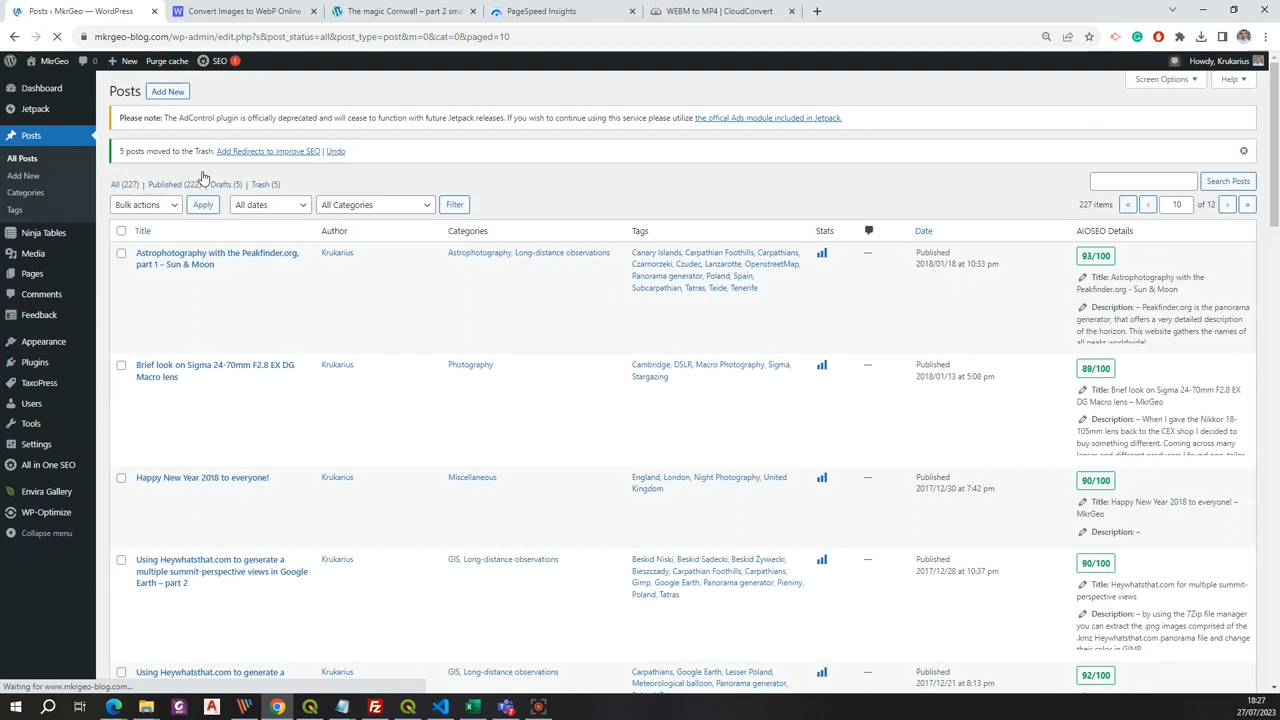 Posts ‹ MkrGeo — WordPress
Convert Images to WebP Online
The magic Cornwall – part 2 sma
PageSpeed Insights
WEBM to MP4 | CloudConvert
mkrgeo-blog.com/wp-admin/edit.php?s&post_status=all&post_type=post&m=0&cat=0&paged=10
MkrGeo
0
New
Purge cache
SEO
Howdy, Krukarius
Dashboard
Jetpack
Posts
All Posts
Add New
Categories
Tags
Ninja Tables
Media
Pages
Comments
Feedback
Appearance
Plugins
TaxoPress
Users
Tools
Settings
All in One SEO
Envira Gallery
WP-Optimize
Collapse menu
Posts
Add New
Screen Options
Help
Please note: The AdControl plugin is officially deprecated and will cease to function with future Jetpack releases. If you wish to continue using this service please utilize the offical Ads module included in Jetpack.
5 posts moved to the Trash. Add Redirects to improve SEO | Undo
All (227) | Published (222) Drafts (5) | Trash (5)
Search Posts
Bulk actions
Apply
All dates
All Categories
Filter
227 items « ‹ 10 of 12 › »
Title Author Categories Tags Stats Date AIOSEO Details
Astrophotography with the Peakfinder.org,
part 1 – Sun & Moon
Krukarius
Astrophotography, Long-distance observations
Canary Islands, Carpathian Foothills, Carpathians,
Czarnorzeki, Czudec, Lanzarote, OpenstreetMap,
Panorama generator, Poland, Spain,
Subcarpathian, Tatras, Teide, Tenerife
—
Published
2018/01/18 at 10:33 pm
93/100
Title: Astrophotography with the
Peakfinder.org - Sun & Moon
Description: – Peakfinder.org is the panorama
generator, that offers a very detailed description
of the horizon. This website gathers the names of
all peaks worldwide!
Brief look on Sigma 24-70mm F2.8 EX DG
Macro lens
Krukarius
Photography
Cambridge, DSLR, Macro Photography, Sigma,
Stargazing
—
Published
2018/01/13 at 5:08 pm
89/100
Title: Brief look on Sigma 24-70mm F2.8 EX
DG Macro lens – MkrGeo
Description: – When I gave the Nikkor 18-
105mm lens back to the CEX shop I decided to
buy something different. Coming across many
Happy New Year 2018 to everyone!
Krukarius
Miscellaneous
England, London, Night Photography, United
Kingdom
—
Published
2017/12/30 at 7:42 pm
90/100
Title: Happy New Year 2018 to everyone! –
MkrGeo
Description: –
Using Heywhatsthat.com to generate a
multiple summit-perspective views in Google
Earth – part 2
Krukarius
GIS, Long-distance observations
Beskid Niski, Beskid Sądecki, Beskid Żywiecki,
Bieszczady, Carpathian Foothills, Carpathians,
Gimp, Google Earth, Panorama generator, Pieniny,
Poland, Tatras
—
Published
2017/12/28 at 10:37 pm
90/100
Title: Heywhatsthat.com for multiple summit-
perspective views
Description: – by using the 7Zip file manager
you can extract the .png images comprised of the
.kmz Heywhatsthat.com panorama file and change
their color in GIMP
Using Heywhatsthat.com to generate a
Krukarius
GIS, Long-distance observations
Carpathians, Google Earth, Lesser Poland,
Meteorological balloon, Panorama generator,
—
Published
2017/12/21 at 8:13 pm
92/100
Waiting for www.mkrgeo-blog.com...
18:27
27/07/2023